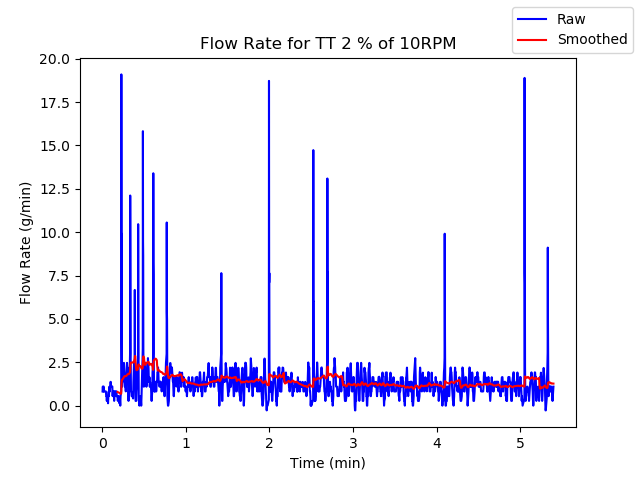 Raw
Smoothed
Flow Rate for TT 2 % of 10RPM
20.0
17.5
15.0
12.5
10.0
7.5
5.0
2.5
0.0
Flow Rate (g/min)
0 1 2 3 4 5
Time (min)